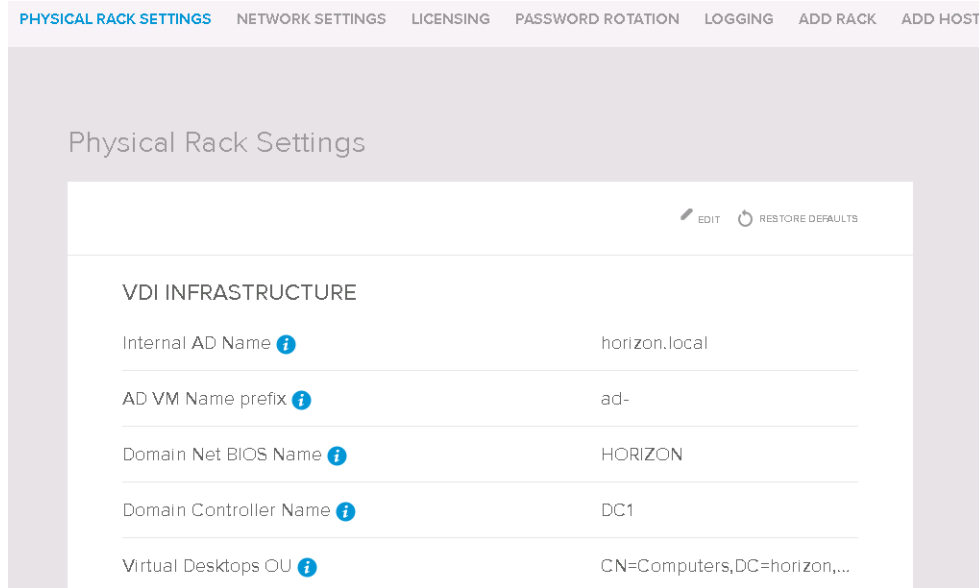 PHYSICAL RACK SETTINGS NETWORK SETTINGS LICENSING PASSWORD ROTATION LOGGING ADD RACK ADD HOST
Physical Rack Settings
EDIT RESTORE DEFAULTS
VDI INFRASTRUCTURE
Internal AD Name horizon.local
AD VM Name prefix ad-
Domain Net BIOS Name HORIZON
Domain Controller Name DC1
Virtual Desktops OU CN=Computers,DC=horizon,...